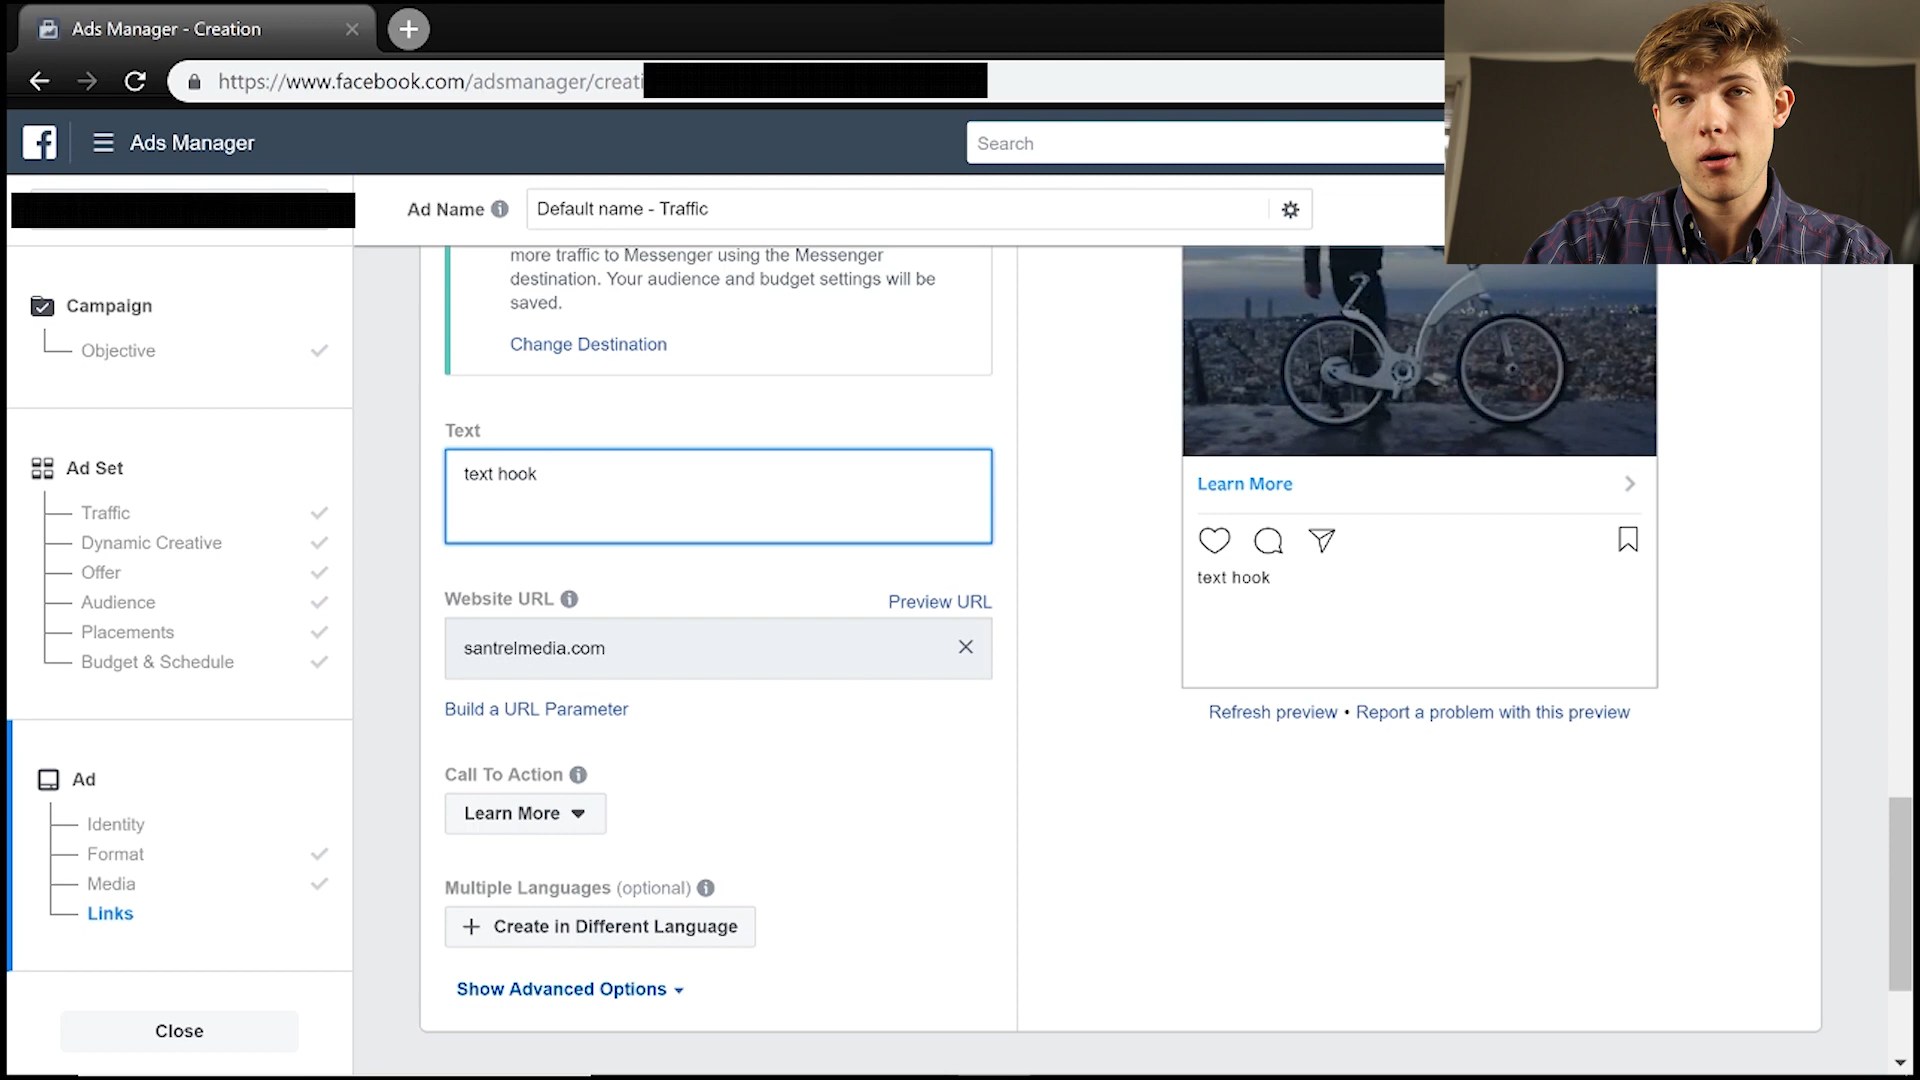 Ads Manager - Creation
https://www.facebook.com/adsmanager/creati
Ads Manager
Search
Ad Name
Default name - Traffic
Campaign
Objective
Ad Set
Traffic
Dynamic Creative
Offer
Audience
Placements
Budget & Schedule
Ad
Identity
Format
Media
Links
Close
more traffic to Messenger using the Messenger
destination. Your audience and budget settings will be
saved.
Change Destination
Text
text hook
Website URL
Preview URL
santrelmedia.com
Build a URL Parameter
Call To Action
Learn More
Multiple Languages (optional)
+ Create in Different Language
Show Advanced Options
Learn More
text hook
Refresh preview • Report a problem with this preview